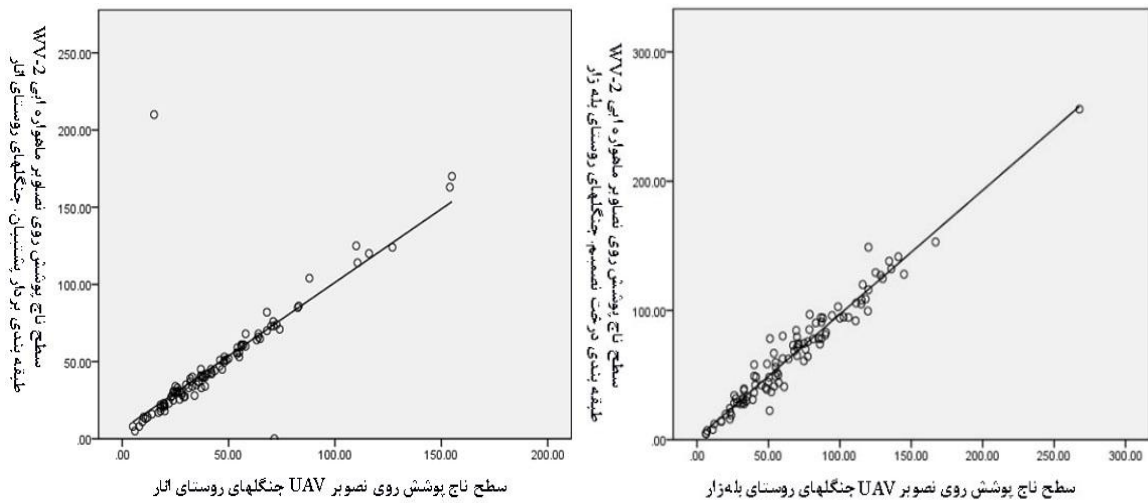 سطح تاج پوشش روی تصاویر ماهواره ایی WV-2
طبقه بندی بردار پشتیبان، جنگلهای روستای انار
250.00
200.00
150.00
100.00
50.00
.00
.00 50.00 100.00 150.00 200.00
سطح تاج پوشش روی تصویر UAV جنگلهای روستای انار
سطح تاج پوشش روی تصاویر ماهواره ایی WV-2
طبقه بندی درخت تصمیم، جنگلهای روستای بله زار
300.00
200.00
100.00
.00
.00 50.00 100.00 150.00 200.00 250.00 300.00
سطح تاج پوشش روی تصویر UAV جنگلهای روستای بله‌زار